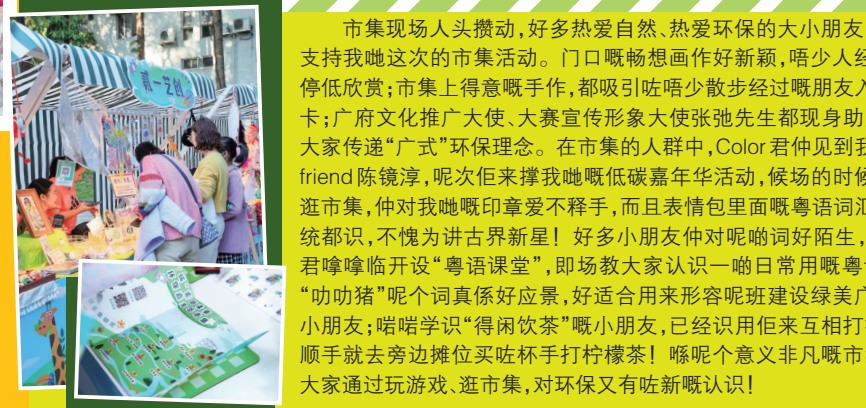 贰一艺创
市集现场人头攒动,好多热爱自然、热爱环保的大小朋友
支持我哋这次的市集活动。门口嘅畅想画作好新颖,唔少人经
停低欣赏;市集上得意嘅手作,都吸引咗唔少散步经过嘅朋友入
卡;广府文化推广大使、大赛宣传形象大使张弛先生都现身助
大家传递“广式”环保理念。在市集的人群中,Color君仲见到我
friend陈镜淳,呢次佢来撑我哋嘅低碳嘉年华活动,候场的时候
逛市集,仲对我哋嘅印章爱不释手,而且表情包里面嘅粤语词汇
统都识,不愧为讲古界新星！好多小朋友仲对呢啲词好陌生,
君嗱嗱临开设“粤语课堂”,即场教大家认识一啲日常用嘅粤
“叻叻猪”呢个词真係好应景,好适合用来形容呢班建设绿美广
小朋友;啱啱学识“得闲饮茶”嘅小朋友,已经识用佢来互相打
顺手就去旁边摊位买咗杯手打柠檬茶！喺呢个意义非凡嘅市
大家通过玩游戏、逛市集,对环保又有咗新嘅认识！